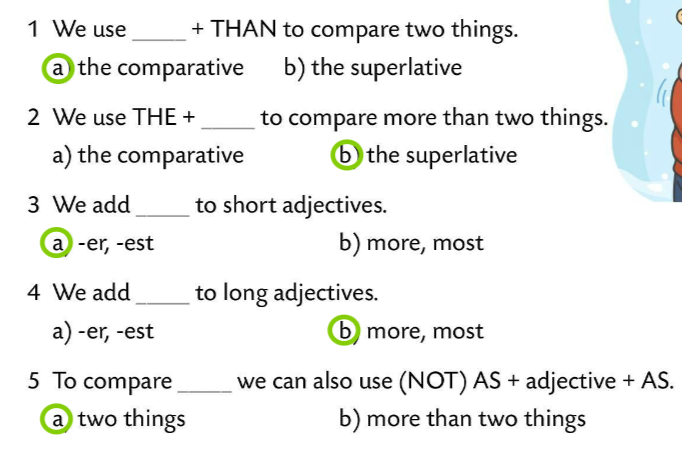 1 We use _____ + THAN to compare two things.
a) the comparative b) the superlative
2 We use THE + _____ to compare more than two things.
a) the comparative b) the superlative
3 We add _____ to short adjectives.
a) -er, -est b) more, most
4 We add _____ to long adjectives.
a) -er, -est b) more, most
5 To compare _____ we can also use (NOT) AS + adjective + AS.
a) two things b) more than two things